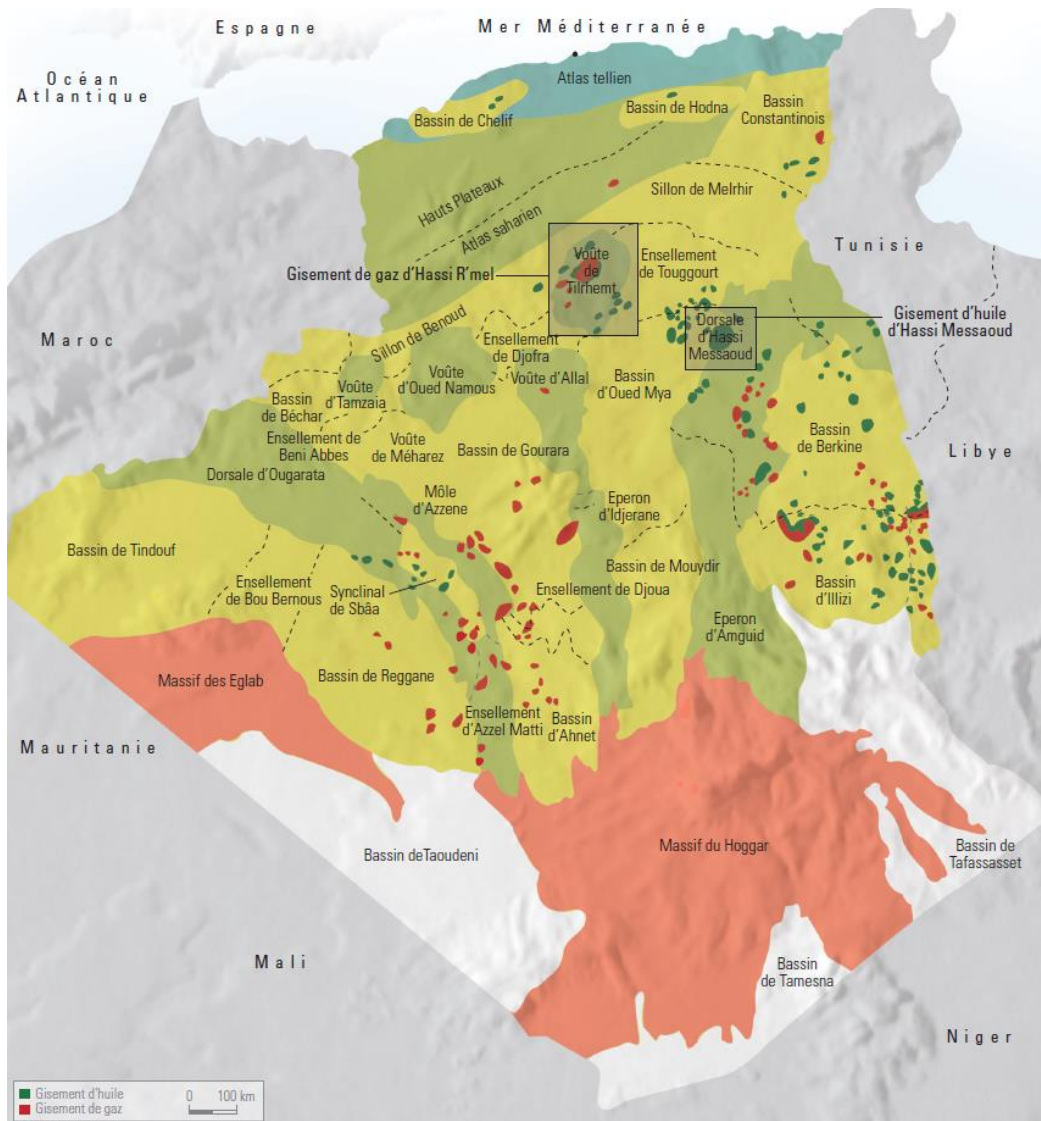 Espagne
Mer Méditerranée
Océan
Atlantique
Atlas tellien
Bassin de Chelif
Bassin de Hodna
Bassin
Constantinois
Hauts Plateaux
Atlas saharien
Sillon de Melrhir
Tunisie
Gisement de gaz d'Hassi R'mel
Voûte
de
Tilrhemt
Ensellement
de Touggourt
Gisement d'huile
d'Hassi Messaoud
Dorsale
d'Hassi
Messaoud
Maroc
Sillon de Benoud
Ensellement
de Djofra
Voûte
d'Oued Namous
Voûte d'Allal
Voûte
de Tamzaia
Bassin
d'Oued Mya
Bassin
de Béchar
Ensellement de
Beni Abbes
Voûte
de Méharez
Bassin de Gourara
Bassin
de Berkine
Libye
Dorsale d'Ougarata
Môle
d'Azzene
Eperon
d'Idjerane
Bassin de Tindouf
Ensellement
de Bou Bernous
Synclinal
de Sbâa
Bassin de Mouydir
Ensellement de Djoua
Bassin
d'Illizi
Eperon
d'Amguid
Massif des Eglab
Bassin de Reggane
Ensellement
d'Azzel Matti
Bassin
d'Ahnet
Mauritanie
Bassin de Taoudeni
Massif du Hoggar
Bassin de
Tafassasset
Mali
Bassin
de Tamesna
Niger
Gisement d'huile
Gisement de gaz
0 100 km